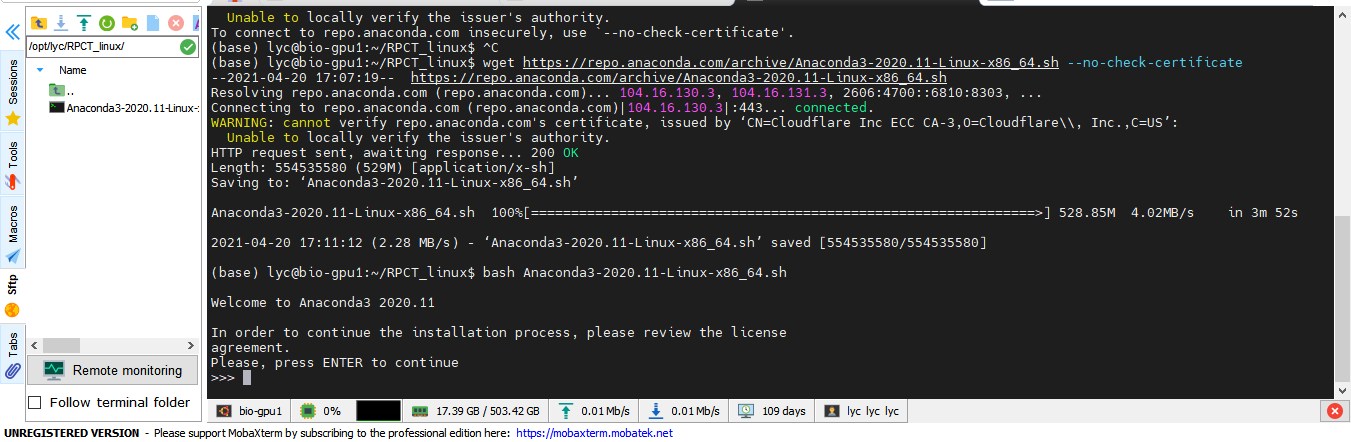 /opt/lyc/RPCT_linux/
Name
..
Anaconda3-2020.11-Linux-
Sessions
Tools
Macros
Sftp
Tabs
Remote monitoring
Follow terminal folder
Unable to locally verify the issuer's authority.
To connect to repo.anaconda.com insecurely, use `--no-check-certificate'.
(base) lyc@bio-gpu1:~/RPCT_linux$ ^C
(base) lyc@bio-gpu1:~/RPCT_linux$ wget https://repo.anaconda.com/archive/Anaconda3-2020.11-Linux-x86_64.sh --no-check-certificate
--2021-04-20 17:07:19--  https://repo.anaconda.com/archive/Anaconda3-2020.11-Linux-x86_64.sh
Resolving repo.anaconda.com (repo.anaconda.com)... 104.16.130.3, 104.16.131.3, 2606:4700::6810:8303, ...
Connecting to repo.anaconda.com (repo.anaconda.com)|104.16.130.3|:443... connected.
WARNING: cannot verify repo.anaconda.com's certificate, issued by ‘CN=Cloudflare Inc ECC CA-3,O=Cloudflare\\, Inc.,C=US’:
Unable to locally verify the issuer's authority.
HTTP request sent, awaiting response... 200 OK
Length: 554535580 (529M) [application/x-sh]
Saving to: ‘Anaconda3-2020.11-Linux-x86_64.sh’
Anaconda3-2020.11-Linux-x86_64.sh  100%[===============================================================>] 528.85M  4.02MB/s    in 3m 52s
2021-04-20 17:11:12 (2.28 MB/s) - ‘Anaconda3-2020.11-Linux-x86_64.sh’ saved [554535580/554535580]
(base) lyc@bio-gpu1:~/RPCT_linux$ bash Anaconda3-2020.11-Linux-x86_64.sh
Welcome to Anaconda3 2020.11
In order to continue the installation process, please review the license
agreement.
Please, press ENTER to continue
>>>
bio-gpu1 0% 17.39 GB / 503.42 GB 0.01 Mb/s 0.01 Mb/s 109 days lyc lyc lyc
UNREGISTERED VERSION - Please support MobaXterm by subscribing to the professional edition here: https://mobaxterm.mobatek.net